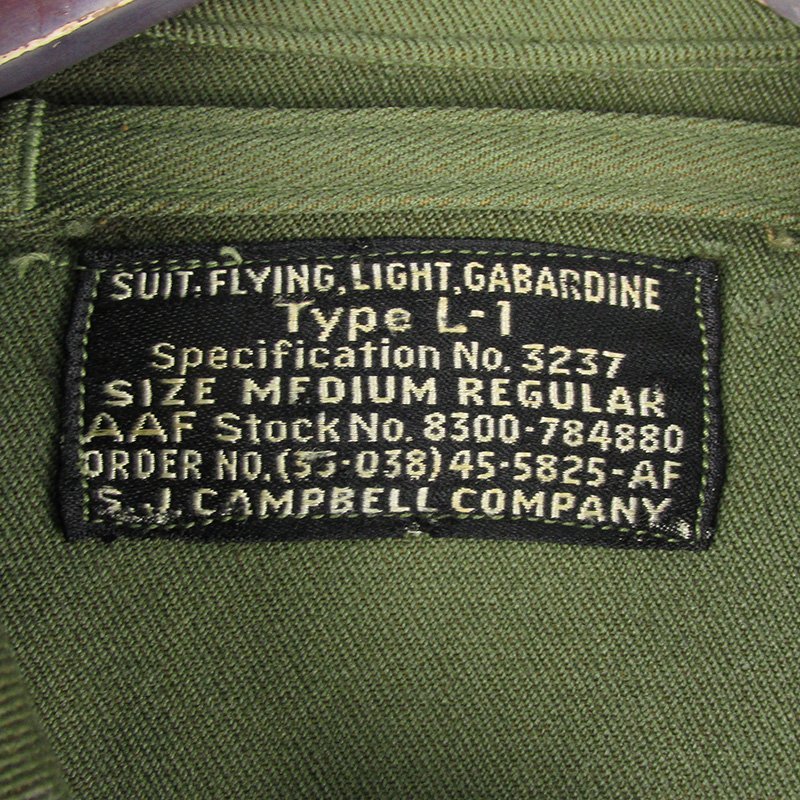 SUIT. FLYING, LIGHT, GABARDINE
Type L-1
Specification No. 3237
SIZE MEDIUM REGULAR
AAF Stock No. 8300-784880
ORDER NO. (33-038) 45-5825-AF
S. J. CAMPBELL COMPANY